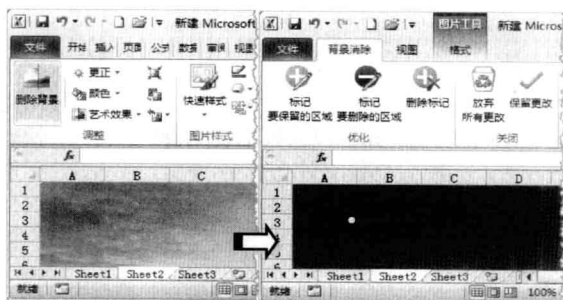 新建 Microsoft
文件 开始 插入 页面 公式 数据 审阅 视图
删除背景
更正
颜色
艺术效果
快速样式
调整
图片样式
fx
A B C
1
2
3
4
5
6
Sheet1 Sheet2 Sheet3
就绪
图片工具 新建 Micros
文件 背景消除 视图 格式
标记 标记 删除标记 放弃 保留更改
要保留的区域 要删除的区域 所有更改
优化 关闭
fx
A B C D
1
2
3
4
5
Sheet1 Sheet2 Sheet3
就绪 100%